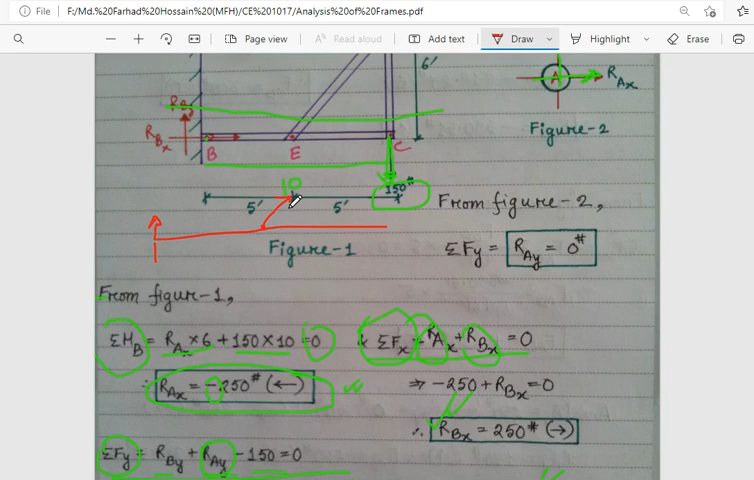 File
F:/Md.%20Farhad%20Hossain%20(MFH)/CE%201017/Analysis%20of%20Frames.pdf
Page view
Read aloud
Add text
Draw
Highlight
Erase
6'
A
RAx
Figure-2
RBx
B
E
C
10
150#
5'
5'
Figure-1
From figure-2,
ΣFy = RAy = 0#
From figur-1,
ΣMB = RAx × 6 + 150 × 10 = 0
& ΣFx = RAx + RBx = 0
∴ RAx = -250# (←)
⇒ -250 + RBx = 0
∴ RBx = 250# (→)
ΣFy = RBy + RAy - 150 = 0